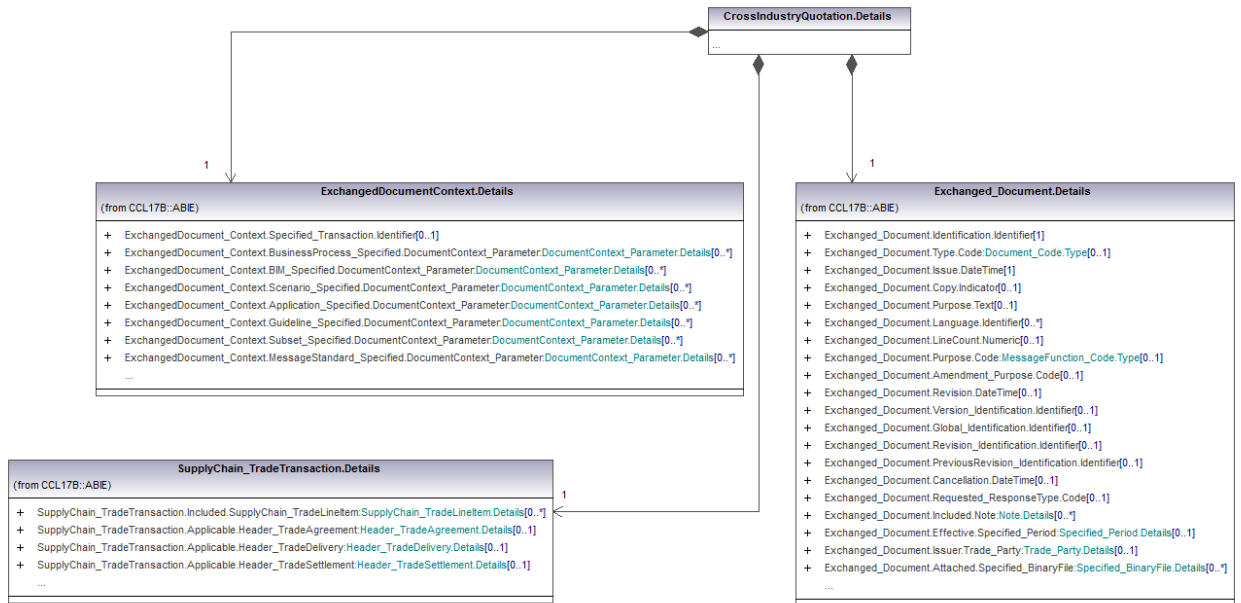 CrossIndustryQuotation.Details
...
1
1
ExchangedDocumentContext.Details
(from CCL17B::ABIE)
+ ExchangedDocument_Context.Specified_Transaction.Identifier[0..1]
+ ExchangedDocument_Context.BusinessProcess_Specified.DocumentContext_Parameter:DocumentContext_Parameter.Details[0..*]
+ ExchangedDocument_Context.BIM_Specified.DocumentContext_Parameter:DocumentContext_Parameter.Details[0..*]
+ ExchangedDocument_Context.Scenario_Specified.DocumentContext_Parameter:DocumentContext_Parameter.Details[0..*]
+ ExchangedDocument_Context.Application_Specified.DocumentContext_Parameter:DocumentContext_Parameter.Details[0..*]
+ ExchangedDocument_Context.Guideline_Specified.DocumentContext_Parameter:DocumentContext_Parameter.Details[0..*]
+ ExchangedDocument_Context.Subset_Specified.DocumentContext_Parameter:DocumentContext_Parameter.Details[0..*]
+ ExchangedDocument_Context.MessageStandard_Specified.DocumentContext_Parameter:DocumentContext_Parameter.Details[0..*]
...
Exchanged_Document.Details
(from CCL17B::ABIE)
+ Exchanged_Document.Identification.Identifier[1]
+ Exchanged_Document.Type.Code:Document_Code.Type[0..1]
+ Exchanged_Document.Issue.DateTime[1]
+ Exchanged_Document.Copy.Indicator[0..1]
+ Exchanged_Document.Purpose.Text[0..1]
+ Exchanged_Document.Language.Identifier[0..*]
+ Exchanged_Document.LineCount.Numeric[0..1]
+ Exchanged_Document.Purpose.Code:MessageFunction_Code.Type[0..1]
+ Exchanged_Document.Amendment_Purpose.Code[0..1]
+ Exchanged_Document.Revision.DateTime[0..1]
+ Exchanged_Document.Version_Identification.Identifier[0..1]
+ Exchanged_Document.Global_Identification.Identifier[0..1]
+ Exchanged_Document.Revision_Identification.Identifier[0..1]
+ Exchanged_Document.PreviousRevision_Identification.Identifier[0..1]
+ Exchanged_Document.Cancellation.DateTime[0..1]
+ Exchanged_Document.Requested_ResponseType.Code[0..1]
+ Exchanged_Document.Included.Note:Note.Details[0..*]
+ Exchanged_Document.Effective.Specified_Period:Specified_Period.Details[0..1]
+ Exchanged_Document.Issuer.Trade_Party:Trade_Party.Details[0..1]
+ Exchanged_Document.Attached.Specified_BinaryFile:Specified_BinaryFile.Details[0..*]
...
SupplyChain_TradeTransaction.Details
(from CCL17B::ABIE)
1
+ SupplyChain_TradeTransaction.Included.SupplyChain_TradeLineItem:SupplyChain_TradeLineItem.Details[0..*]
+ SupplyChain_TradeTransaction.Applicable.Header_TradeAgreement:Header_TradeAgreement.Details[0..1]
+ SupplyChain_TradeTransaction.Applicable.Header_TradeDelivery:Header_TradeDelivery.Details[0..1]
+ SupplyChain_TradeTransaction.Applicable.Header_TradeSettlement:Header_TradeSettlement.Details[0..1]
...